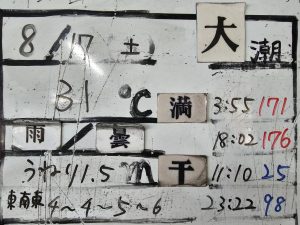 8/17 土 大潮
31 ℃ 満 3:55 171
雨/曇 18:02 176
うねり1.5m 干 11:10 25
東南東 4~4~5~6 23:22 98